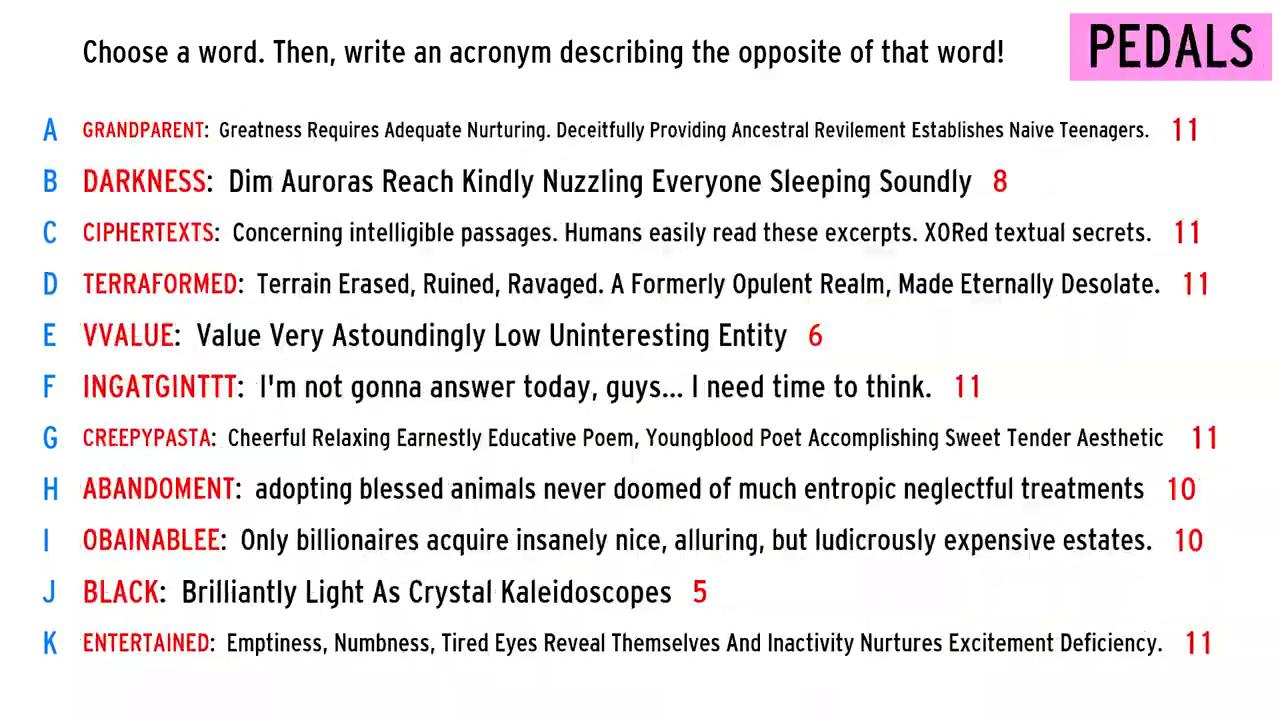 Choose a word. Then, write an acronym describing the opposite of that word!
PEDALS
A GRANDPARENT: Greatness Requires Adequate Nurturing. Deceitfully Providing Ancestral Revilement Establishes Naive Teenagers. 11
B DARKNESS: Dim Auroras Reach Kindly Nuzzling Everyone Sleeping Soundly 8
C CIPHERTEXTS: Concerning intelligible passages. Humans easily read these excerpts. XORed textual secrets. 11
D TERRAFORMED: Terrain Erased, Ruined, Ravaged. A Formerly Opulent Realm, Made Eternally Desolate. 11
E VVALUE: Value Very Astoundingly Low Uninteresting Entity 6
F INGATGINTTT: I'm not gonna answer today, guys... I need time to think. 11
G CREEPYPASTA: Cheerful Relaxing Earnestly Educative Poem, Youngblood Poet Accomplishing Sweet Tender Aesthetic 11
H ABANDOMENT: adopting blessed animals never doomed of much entropic neglectful treatments 10
I OBAINABLEE: Only billionaires acquire insanely nice, alluring, but ludicrously expensive estates. 10
J BLACK: Brilliantly Light As Crystal Kaleidoscopes 5
K ENTERTAINED: Emptiness, Numbness, Tired Eyes Reveal Themselves And Inactivity Nurtures Excitement Deficiency. 11